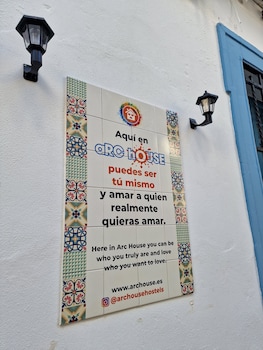 Aquí en
aRC HOUSE
puedes ser
tú mismo
y amar a quien
realmente
quieras amar.
Here in Arc House you can be
who you truly are and love
who you want to love.
www.archouse.es
@archousehostels